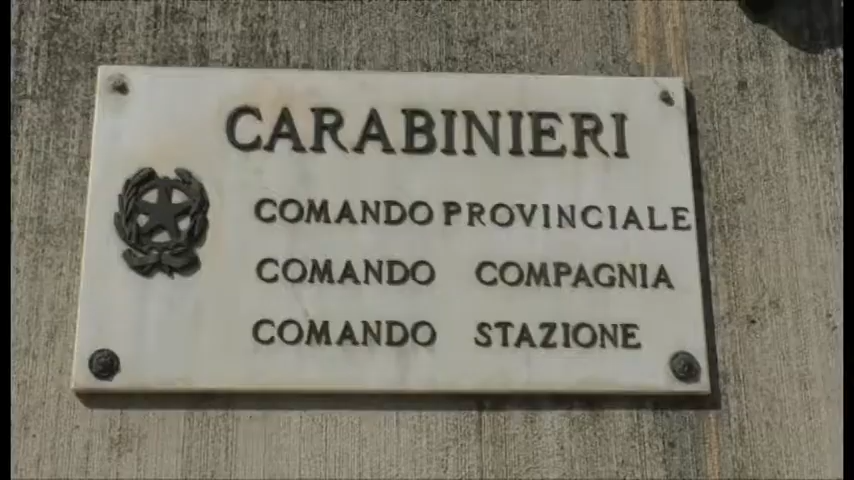 CARABINIERI
COMANDO PROVINCIALE
COMANDO COMPAGNIA
COMANDO STAZIONE